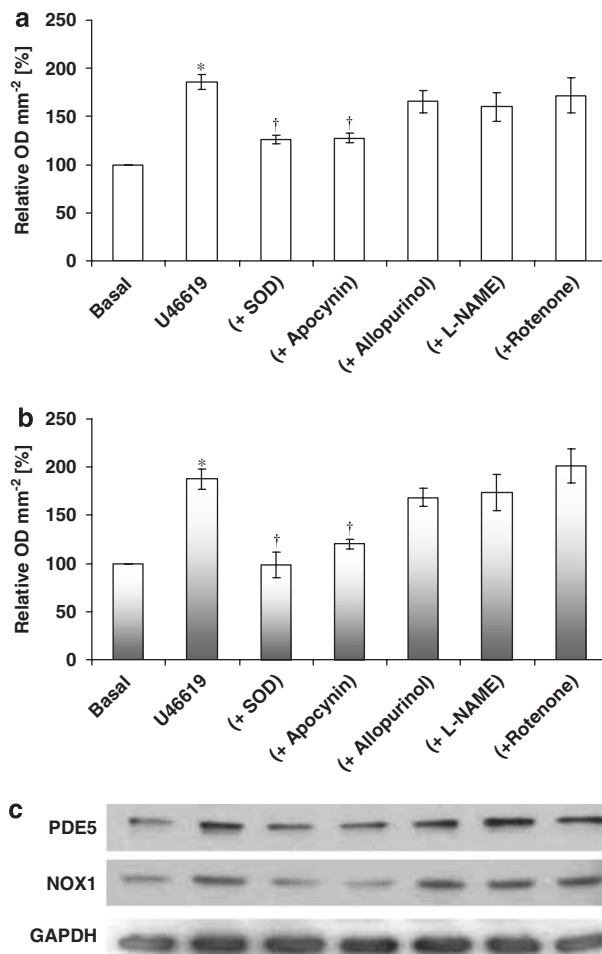 a
Relative OD mm⁻² [%]
250
200
150
100
50
0
*
†
†
Basal
U46619
(+ SOD)
(+ Apocynin)
(+ Allopurinol)
(+ L-NAME)
(+Rotenone)
b
Relative OD mm⁻² [%]
250
200
150
100
50
0
*
†
†
Basal
U46619
(+ SOD)
(+ Apocynin)
(+ Allopurinol)
(+ L-NAME)
(+Rotenone)
c
PDE5
NOX1
GAPDH